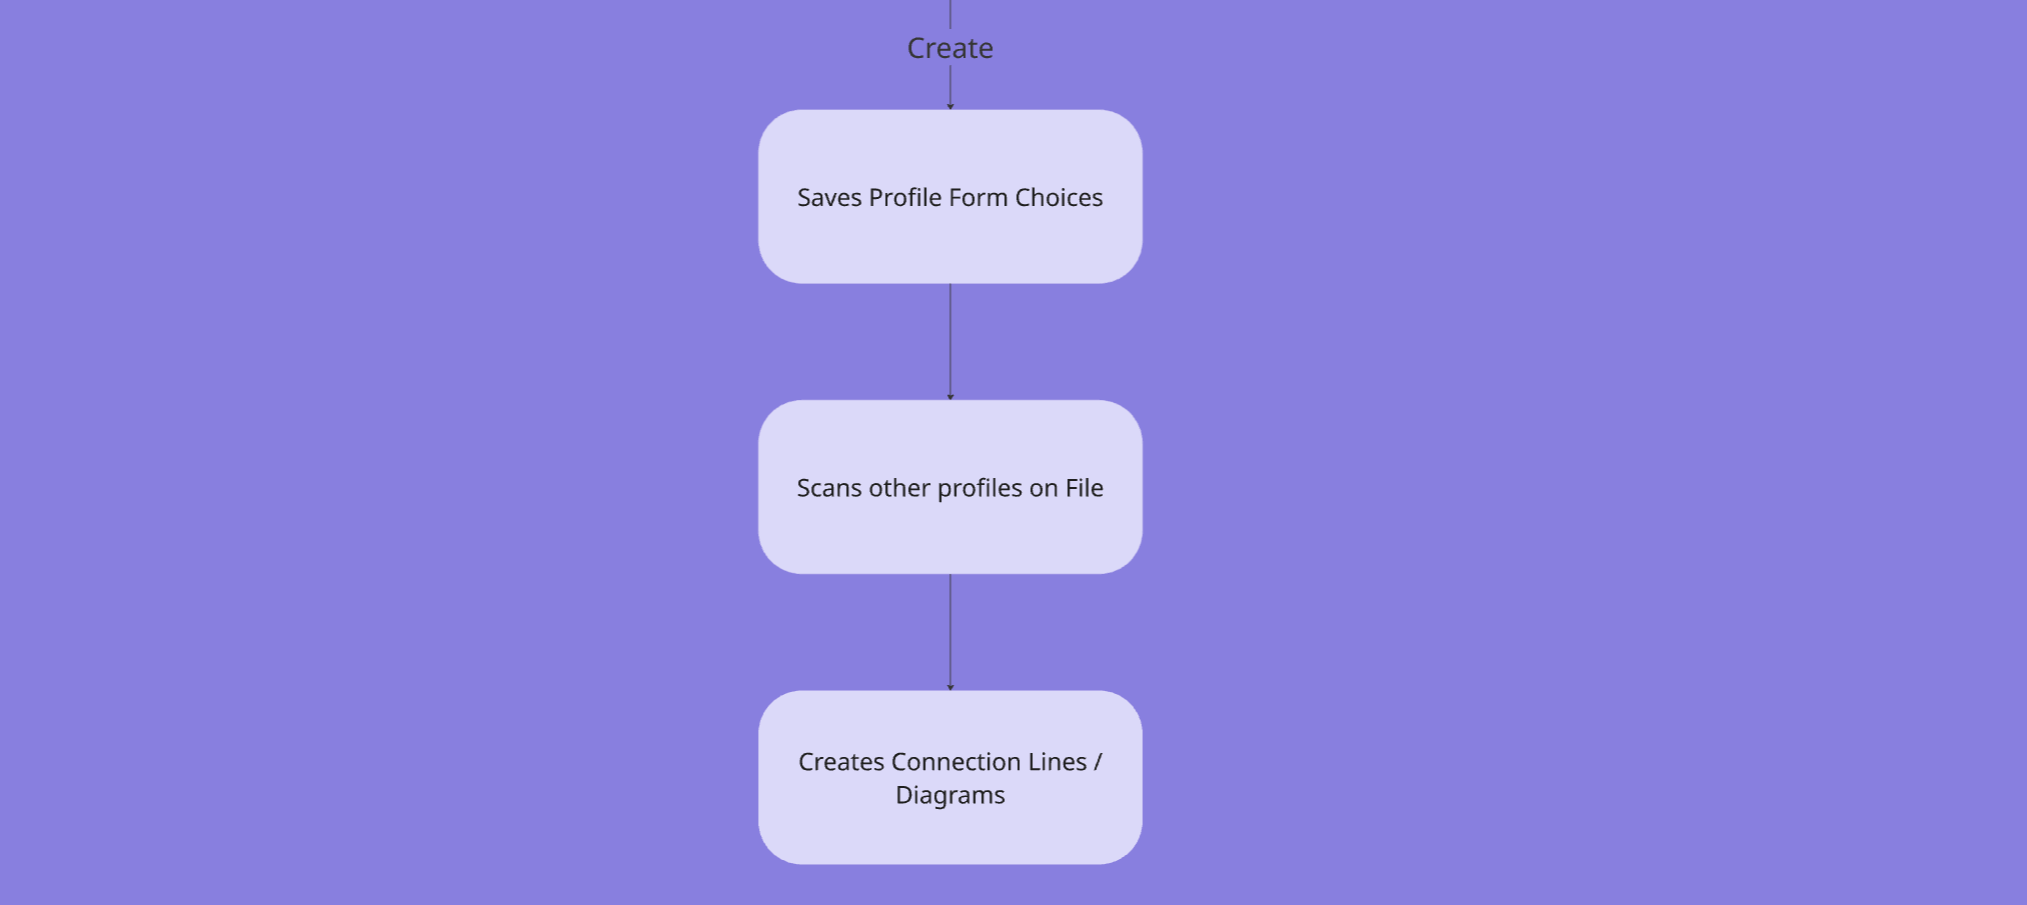 Create
Saves Profile Form Choices
Scans other profiles on File
Creates Connection Lines /
Diagrams